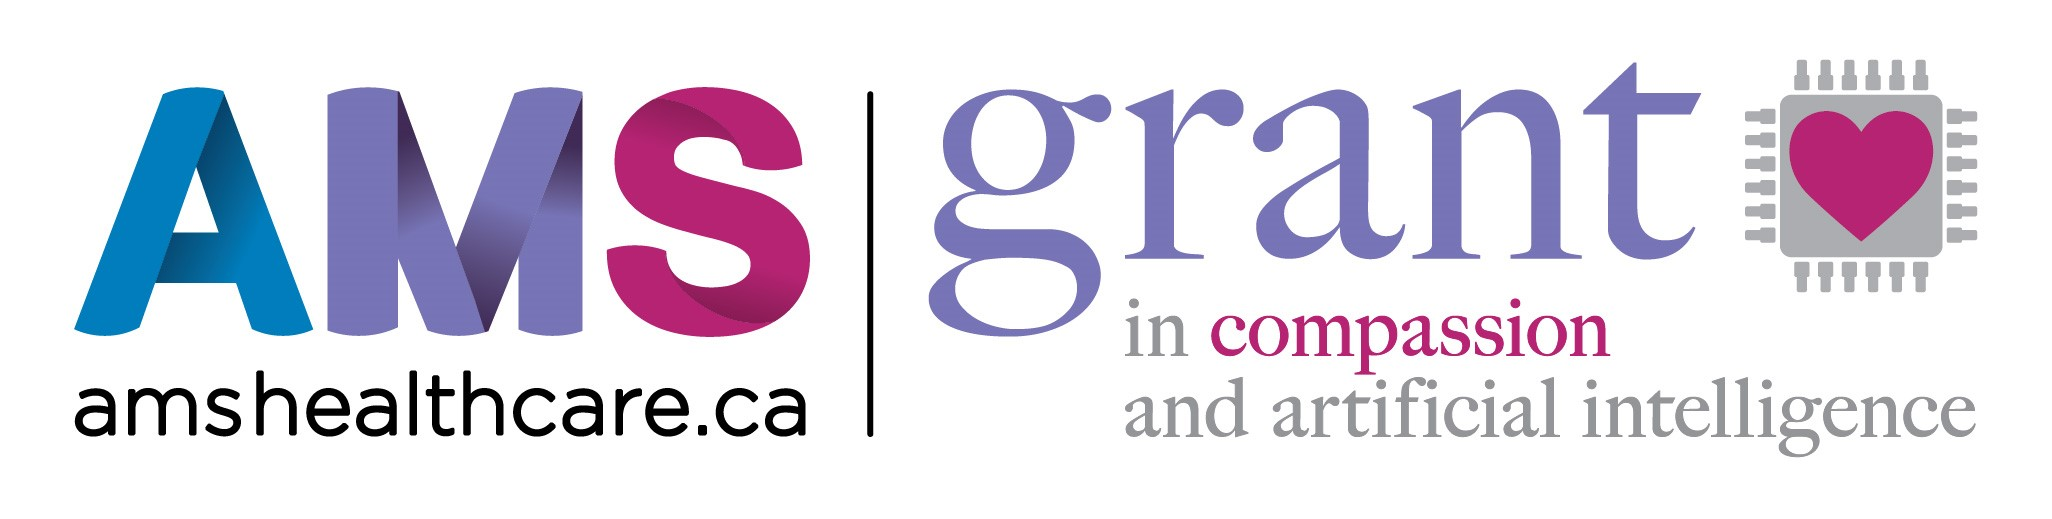 AMS
amshealthcare.ca
grant
in compassion
and artificial intelligence